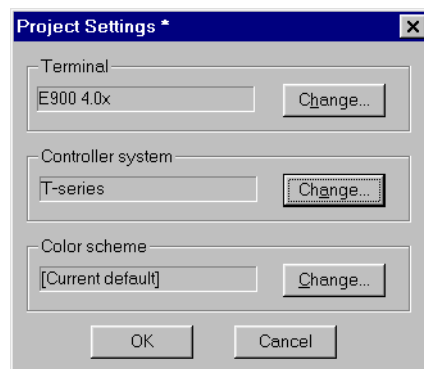 Project Settings *
Terminal
E900 4.0x
Change...
Controller system
T-series
Change...
Color scheme
[Current default]
Change...
OK
Cancel